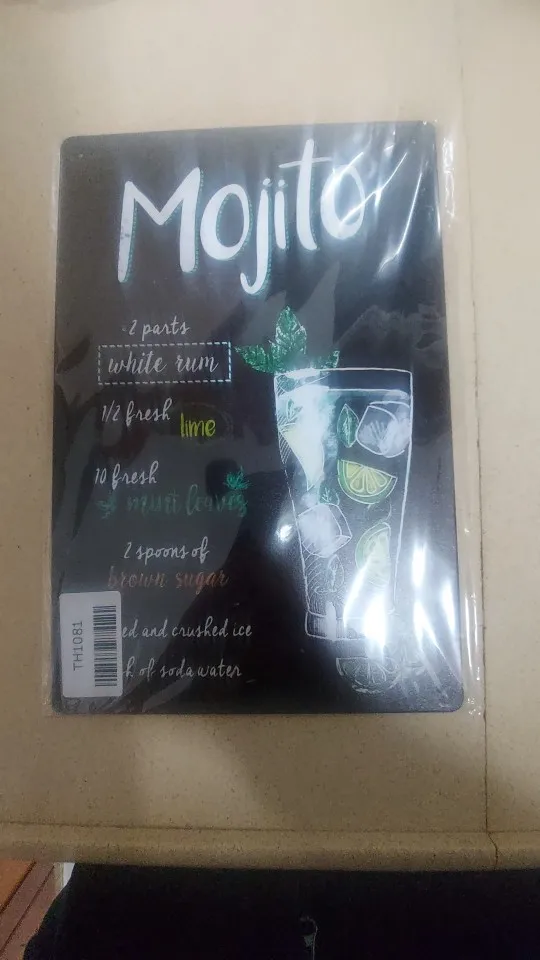 Mojito
2 parts
white rum
1/2 fresh lime
10 fresh
mint leaves
2 spoons of
brown sugar
ed and crushed ice
h of soda water
TH1081